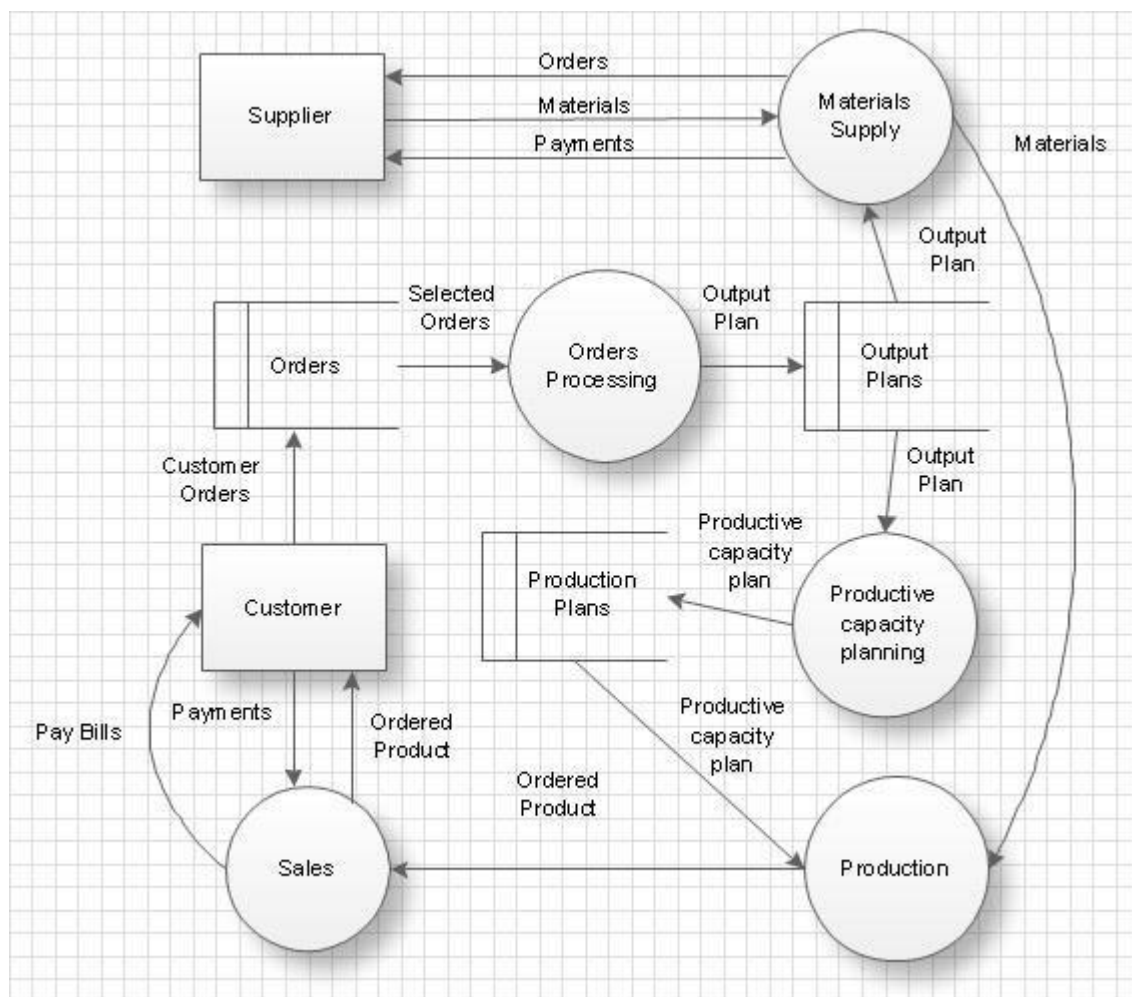 Orders
Supplier
Materials
Payments
Materials
Supply
Materials
Output
Plan
Selected
Orders
Output
Plan
Orders
Orders
Processing
Output
Plans
Customer
Orders
Output
Plan
Productive
capacity
plan
Customer
Production
Plans
Productive
capacity
planning
Pay Bills
Payments
Ordered
Product
Productive
capacity
plan
Ordered
Product
Sales
Production